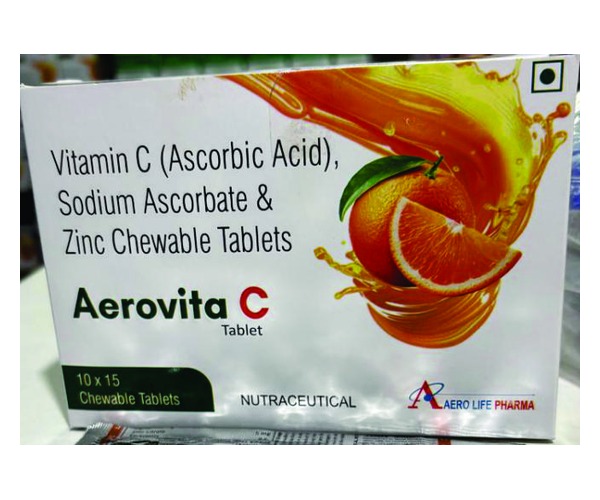 Vitamin C (Ascorbic Acid),
Sodium Ascorbate &
Zinc Chewable Tablets
Aerovita C
Tablet
10 x 15
Chewable Tablets
NUTRACEUTICAL
AERO LIFE PHARMA